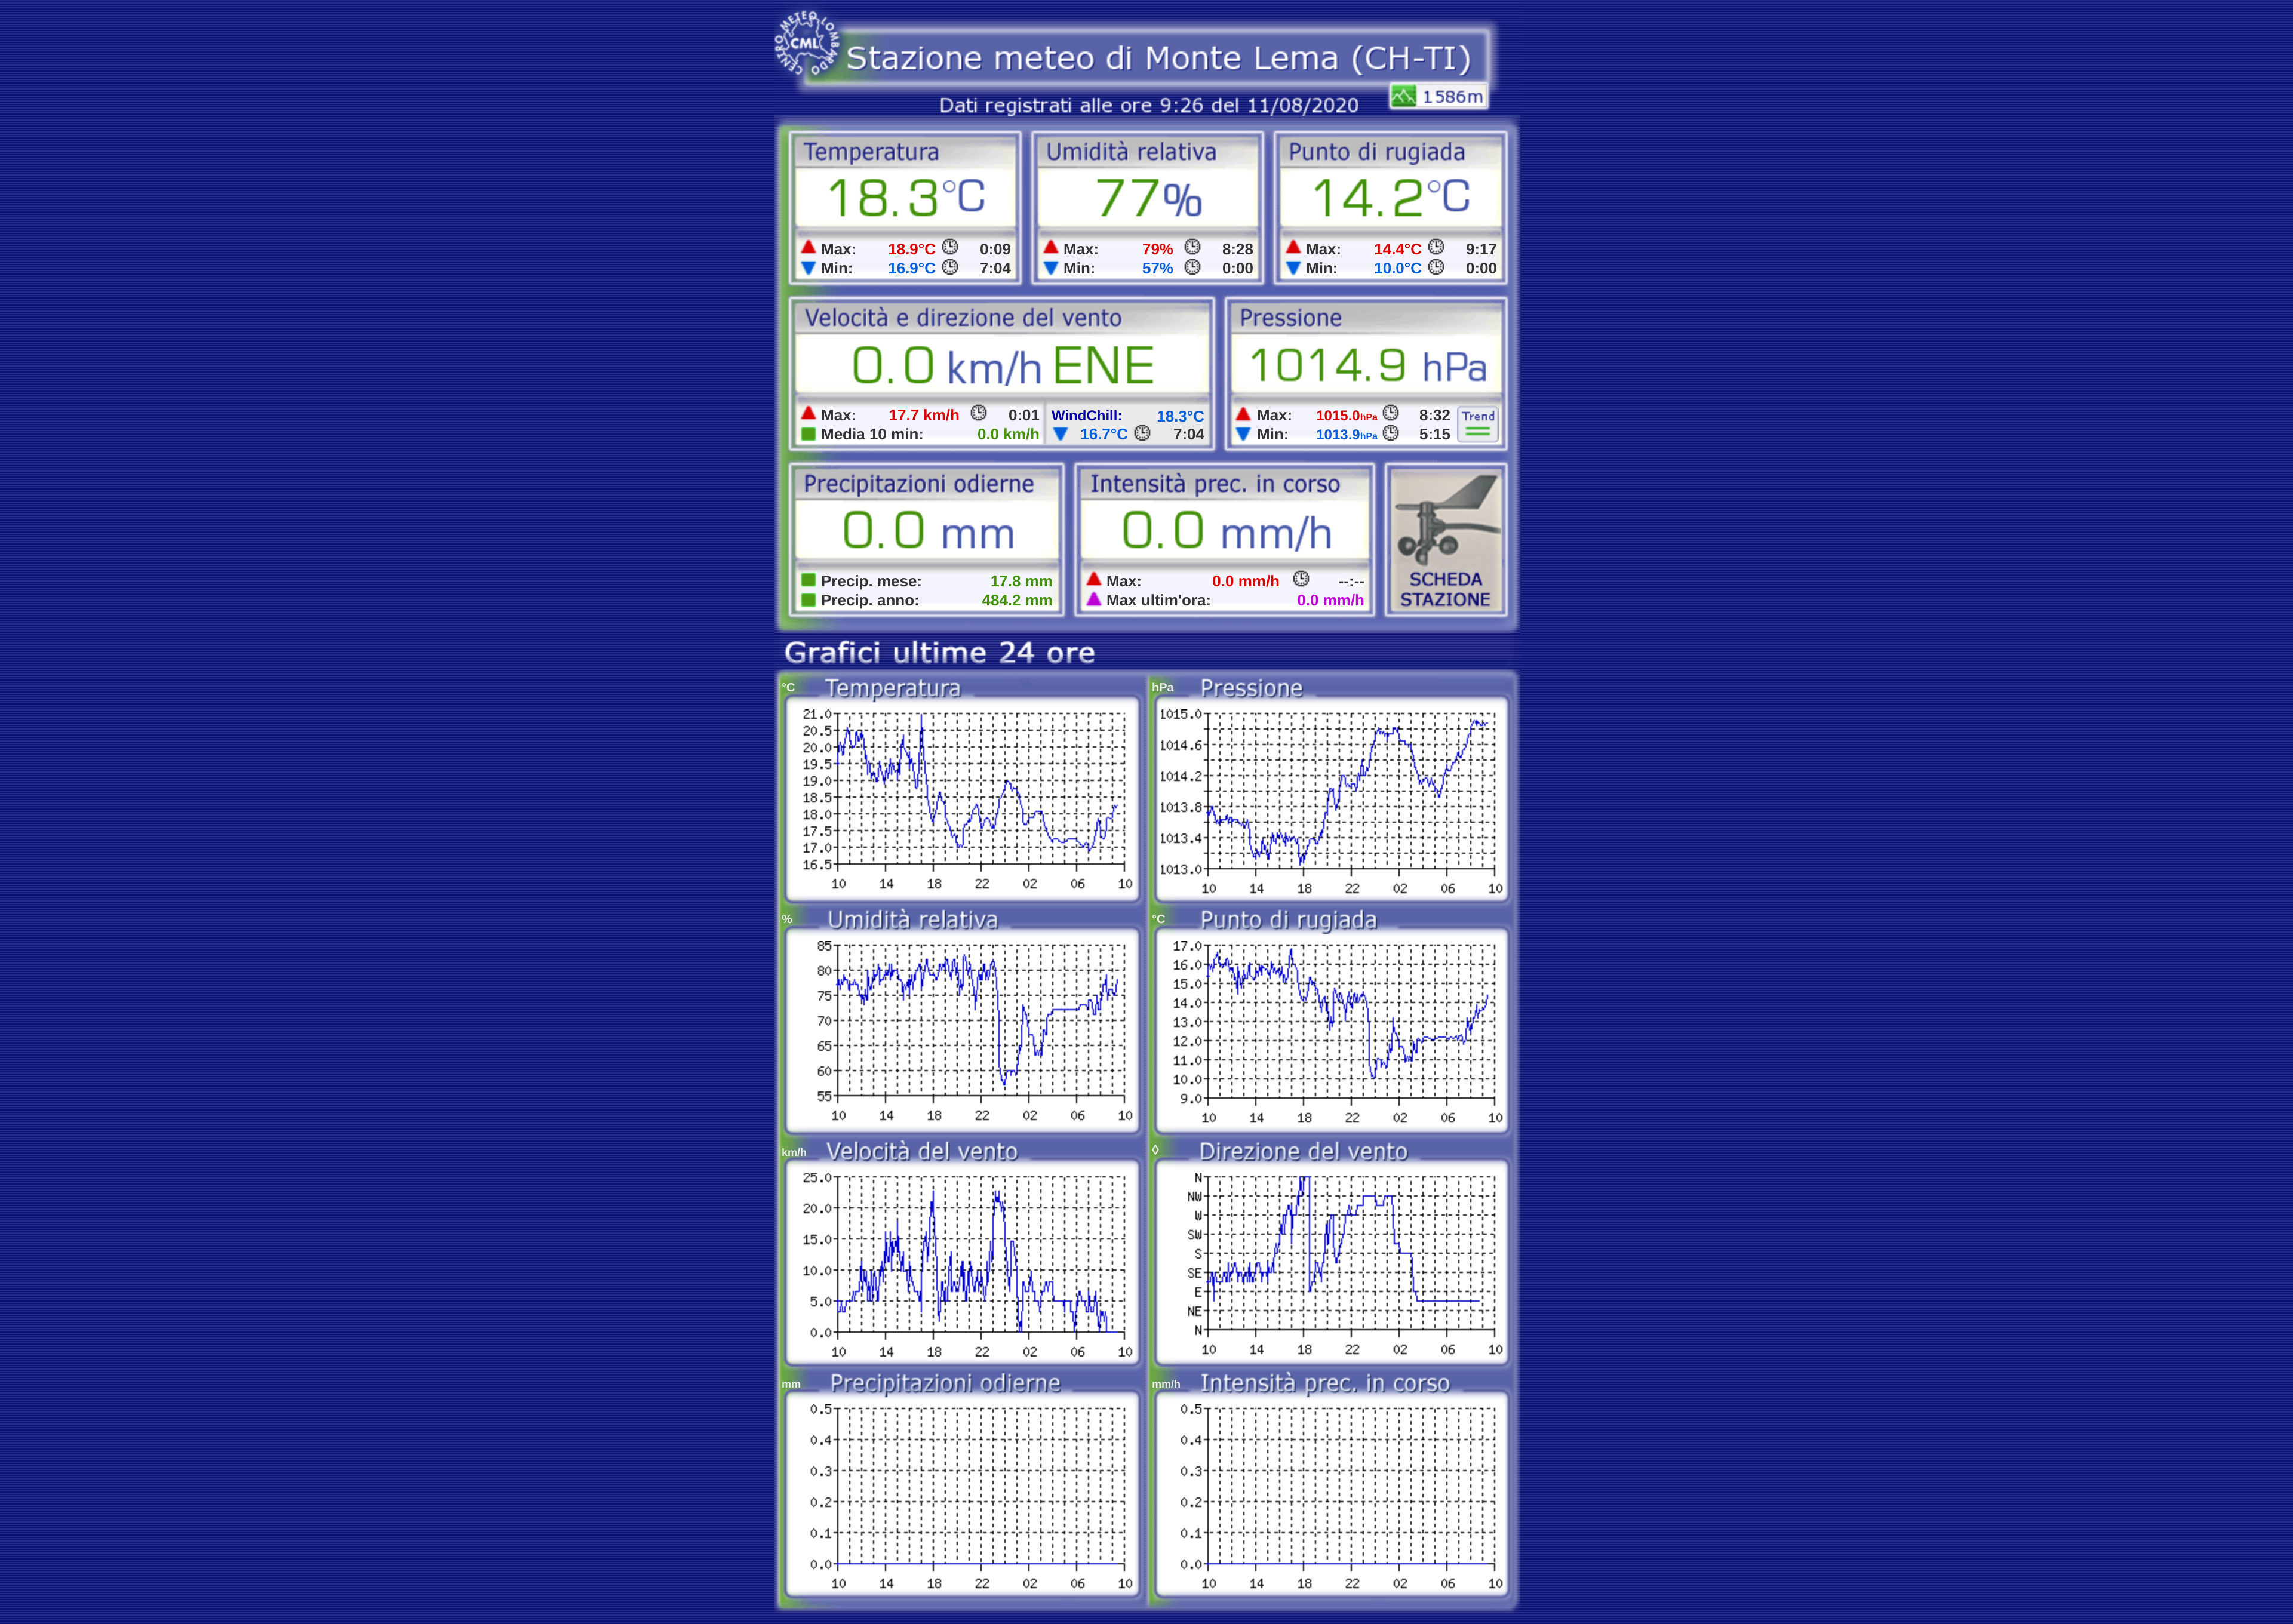 CENTRO METEO LOMBARDO
CML
Stazione meteo di Monte Lema (CH-TI)
1586m
Dati registrati alle ore 9:26 del 11/08/2020
Temperatura
18.3°C
Max: 18.9°C 0:09
Min: 16.9°C 7:04
Umidità relativa
77%
Max: 79% 8:28
Min: 57% 0:00
Punto di rugiada
14.2°C
Max: 14.4°C 9:17
Min: 10.0°C 0:00
Velocità e direzione del vento
0.0 km/h ENE
Max: 17.7 km/h 0:01
Media 10 min: 0.0 km/h
WindChill: 18.3°C
16.7°C 7:04
Pressione
1014.9 hPa
Max: 1015.0hPa 8:32
Min: 1013.9hPa 5:15
Trend
Precipitazioni odierne
0.0 mm
Precip. mese: 17.8 mm
Precip. anno: 484.2 mm
Intensità prec. in corso
0.0 mm/h
Max: 0.0 mm/h --:--
Max ultim'ora: 0.0 mm/h
SCHEDA
STAZIONE
Grafici ultime 24 ore
°C Temperatura
21.0
20.5
20.0
19.5
19.0
18.5
18.0
17.5
17.0
16.5
10 14 18 22 02 06 10
hPa Pressione
1015.0
1014.6
1014.2
1013.8
1013.4
1013.0
10 14 18 22 02 06 10
% Umidità relativa
85
80
75
70
65
60
55
10 14 18 22 02 06 10
°C Punto di rugiada
17.0
16.0
15.0
14.0
13.0
12.0
11.0
10.0
9.0
10 14 18 22 02 06 10
km/h Velocità del vento
25.0
20.0
15.0
10.0
5.0
0.0
10 14 18 22 02 06 10
◊ Direzione del vento
N
NW
W
SW
S
SE
E
NE
N
10 14 18 22 02 06 10
mm Precipitazioni odierne
0.5
0.4
0.3
0.2
0.1
0.0
10 14 18 22 02 06 10
mm/h Intensità prec. in corso
0.5
0.4
0.3
0.2
0.1
0.0
10 14 18 22 02 06 10